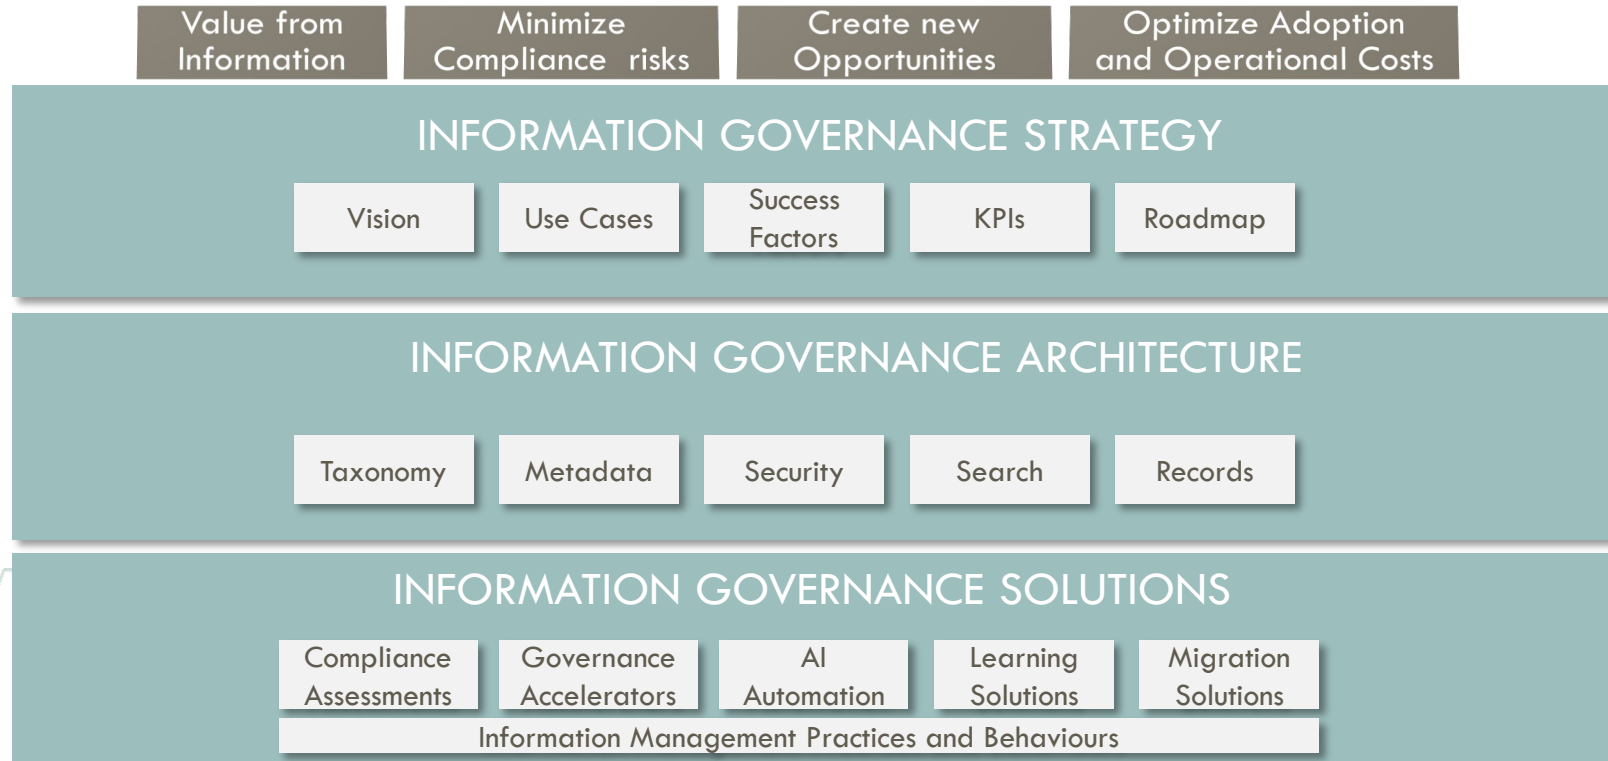 Value from
Information
Minimize
Compliance risks
Create new
Opportunities
Optimize Adoption
and Operational Costs
INFORMATION GOVERNANCE STRATEGY
Vision
Use Cases
Success
Factors
KPIs
Roadmap
INFORMATION GOVERNANCE ARCHITECTURE
Taxonomy
Metadata
Security
Search
Records
INFORMATION GOVERNANCE SOLUTIONS
Compliance
Assessments
Governance
Accelerators
AI
Automation
Learning
Solutions
Migration
Solutions
Information Management Practices and Behaviours